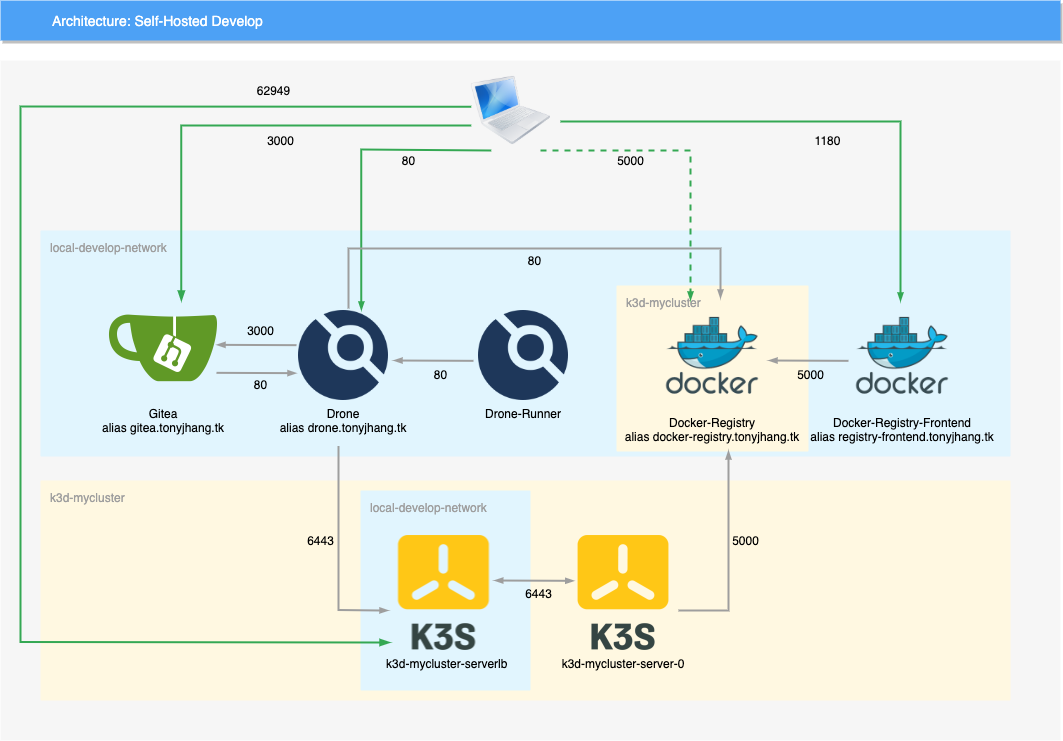 Architecture: Self-Hosted Develop
62949
3000
80
5000
1180
local-develop-network
80
k3d-mycluster
3000
80
80
5000
docker
docker
Gitea
alias gitea.tonyjhang.tk
Drone
alias drone.tonyjhang.tk
Drone-Runner
Docker-Registry
alias docker-registry.tonyjhang.tk
Docker-Registry-Frontend
alias registry-frontend.tonyjhang.tk
k3d-mycluster
local-develop-network
6443
5000
6443
K3S
K3S
k3d-mycluster-serverlb
k3d-mycluster-server-0